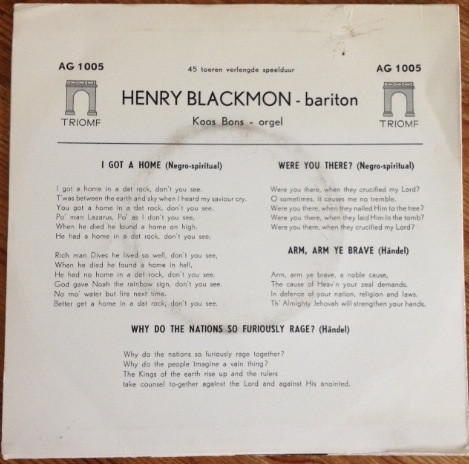 AG 1005
45 toeren verlengde speelduur
AG 1005
HENRY BLACKMON - bariton
Koos Bons - orgel
TRIOMF
TRIOMF
I GOT A HOME (Negro-spiritual)
I got a home in a dat rock, don't you see.
T'was between the earth and sky when I heard my saviour cry.
You got a home in a dat rock, don't you see.
Po' man Lazarus, Po' as I don't you see,
When he died he found a home on high.
He had a home in a dat rock, don't you see.
Rich man Dives he lived so well, don't you see,
When he died he found a home in hell,
He had no home in a dat rock, don't you see.
God gave Noah the rainbow sign, don't you see.
No mo' water but fire next time.
Better get a home in a dat rock, don't you see.
WERE YOU THERE? (Negro-spiritual)
Were you there, when they crucified my Lord?
O sometimes, it causes me no tremble.
Were you there, when they nailed Him to the tree?
Were you there, when they laid Him to the tomb?
Were you there, when they crucified my Lord?
ARM, ARM YE BRAVE (Händel)
Arm, arm ye brave, a noble cause,
The cause of Heav'n your zeal demands.
In defence of your nation, religion and laws.
Th' Almighty Jehovah will strengthen your hands.
WHY DO THE NATIONS SO FURIOUSLY RAGE? (Händel)
Why do the nations so furiously rage together?
Why do the people imagine a vain thing?
The Kings of the earth rise up and the rulers
take counsel to-gether against the Lord and against His anointed.